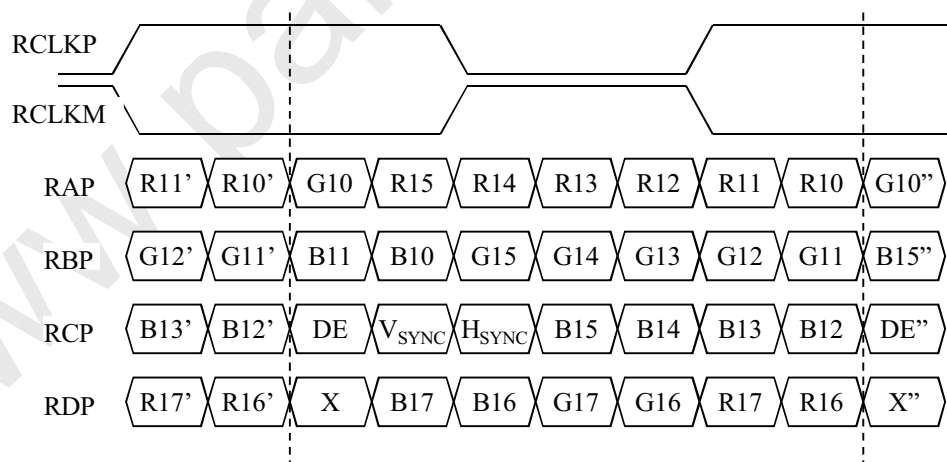 RCLKP
RCLKM
RAP R11’ R10’ G10 R15 R14 R13 R12 R11 R10 G10”
RBP G12’ G11’ B11 B10 G15 G14 G13 G12 G11 B15”
RCP B13’ B12’ DE VSYNC HSYNC B15 B14 B13 B12 DE”
RDP R17’ R16’ X B17 B16 G17 G16 R17 R16 X”